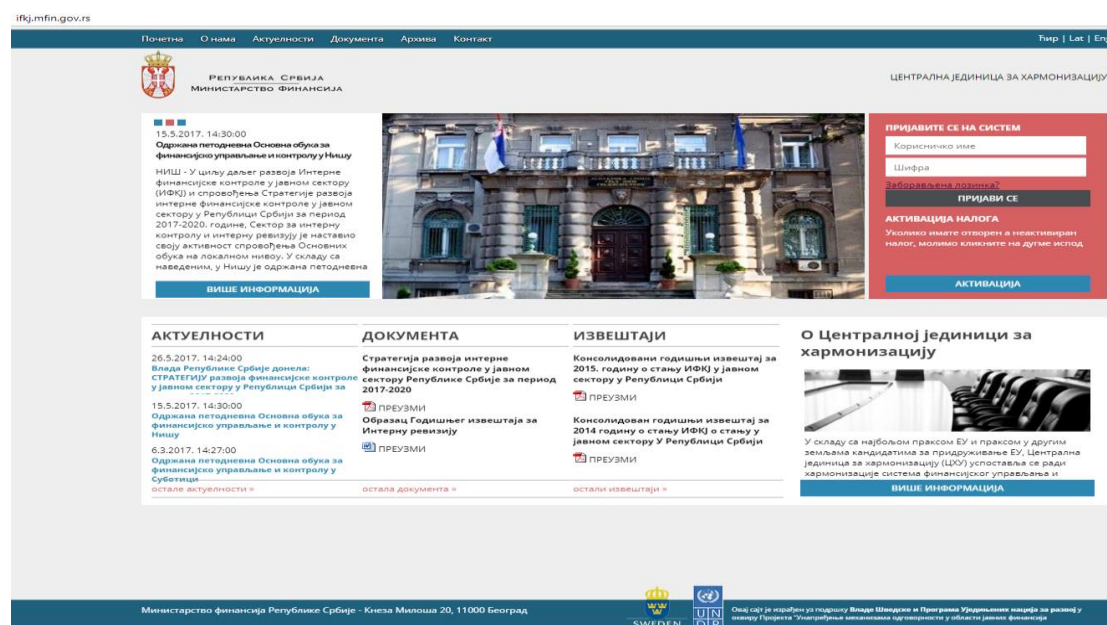 ifkj.mfin.gov.rs
Почетна О нама Актуелности Документа Архива Контакт
Ћир | Lat | Eng
Република Србија
Министарство финансија
ЦЕНТРАЛНА ЈЕДИНИЦА ЗА ХАРМОНИЗАЦИЈУ
15.5.2017. 14:30:00
Одржана петодневна Основна обука за
финансијско управљање и контролу у Нишу
НИШ - У циљу даљег развоја Интерне
финансијске контроле у јавном сектору
(ИФКЈ) и спровођења Стратегије развоја
интерне финансијске контроле у јавном
сектору у Републици Србији за период
2017-2020. године, Сектор за интерну
контролу и интерну ревизују је наставио
своју активност спровођења Основних
обука на локалном нивоу. У складу са
наведеним, у Нишу је одржана петодневна
ВИШЕ ИНФОРМАЦИЈА
ПРИЈАВИТЕ СЕ НА СИСТЕМ
Корисничко име
Шифра
Заборављена лозинка?
ПРИЈАВИ СЕ
АКТИВАЦИЈА НАЛОГА
Уколико имате отворен а неактивиран
налог, молимо кликните на дугме испод
АКТИВАЦИЈА
АКТУЕЛНОСТИ
26.5.2017. 14:24:00
Влада Републике Србије донела:
СТРАТЕГИЈУ развоја финансијске контроле
у јавном сектору у Републици Србији за
15.5.2017. 14:30:00
Одржана петодневна Основна обука за
финансијско управљање и контролу у
Нишу
6.3.2017. 14:27:00
Одржана петодневна Основна обука за
финансијско управљање и контролу у
Суботици
остале актуелности »
ДОКУМЕНТА
Стратегија развоја интерне
финансијске контроле у јавном
сектору Републике Србије за период
2017-2020
ПРЕУЗМИ
Образац Годишњег извештаја за
Интерну ревизију
ПРЕУЗМИ
остала документа »
ИЗВЕШТАЈИ
Консолидовани годишњи извештај за
2015. годину о стању ИФКЈ у јавном
сектору у Републици Србији
ПРЕУЗМИ
Консолидован годишњи извештај за
2014 годину о стању ИФКЈ о стању у
јавном сектору У Републици Србији
ПРЕУЗМИ
остали извештаји »
О Централној јединици за
хармонизацију
У складу са најбољом праксом ЕУ и праксом у другим
земљама кандидатима за придруживање ЕУ, Централна
јединица за хармонизацију (ЦХУ) успоставља се ради
хармонизације система финансијског управљања и
ВИШЕ ИНФОРМАЦИЈА
Министарство финансија Републике Србије - Кнеза Милоша 20, 11000 Београд
SWEDEN
U N
D P
Овај сајт је израђен уз подршку Владе Шведске и Програма Уједињених нација за развој у
оквиру Пројекта "Унапређење механизама одговорности у области јавних финансија